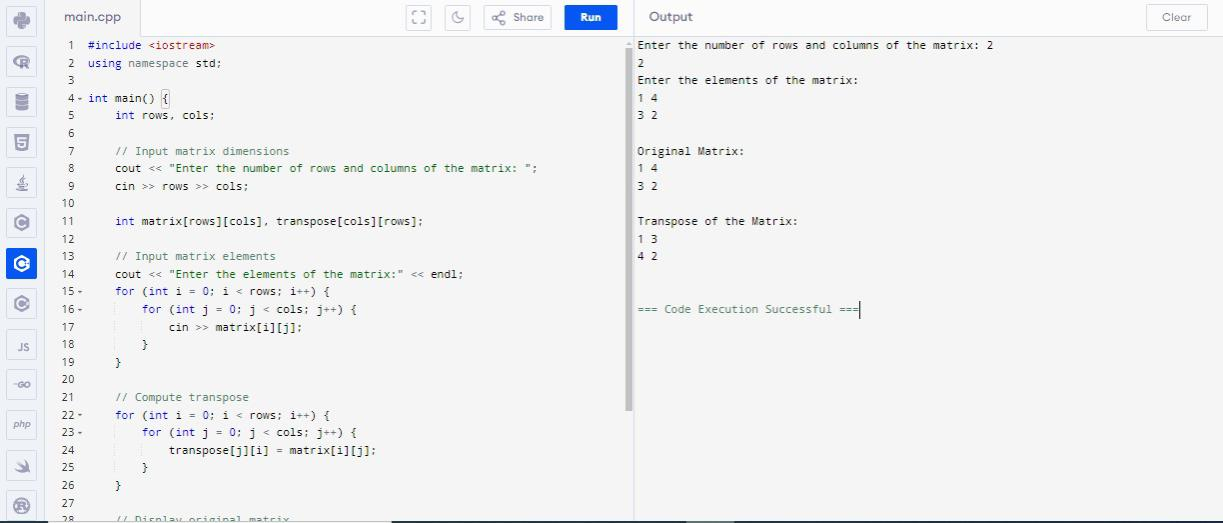 main.cpp
Share
Run
Output
Clear
1 #include <iostream>
2 using namespace std;
3
4 int main() {
5 int rows, cols;
6
7 // Input matrix dimensions
8 cout << "Enter the number of rows and columns of the matrix: ";
9 cin >> rows >> cols;
10
11 int matrix[rows][cols], transpose[cols][rows];
12
13 // Input matrix elements
14 cout << "Enter the elements of the matrix:" << endl;
15 for (int i = 0; i < rows; i++) {
16 for (int j = 0; j < cols; j++) {
17 cin >> matrix[i][j];
18 }
19 }
20
21 // Compute transpose
22 for (int i = 0; i < rows; i++) {
23 for (int j = 0; j < cols; j++) {
24 transpose[j][i] = matrix[i][j];
25 }
26 }
27
28 // Display original matrix
Enter the number of rows and columns of the matrix: 2
2
Enter the elements of the matrix:
1 4
3 2
Original Matrix:
1 4
3 2
Transpose of the Matrix:
1 3
4 2
=== Code Execution Successful ===
R
5
C
C
JS
GO
php
R